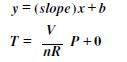 y = (slope)x + b
T = V/nR P + 0